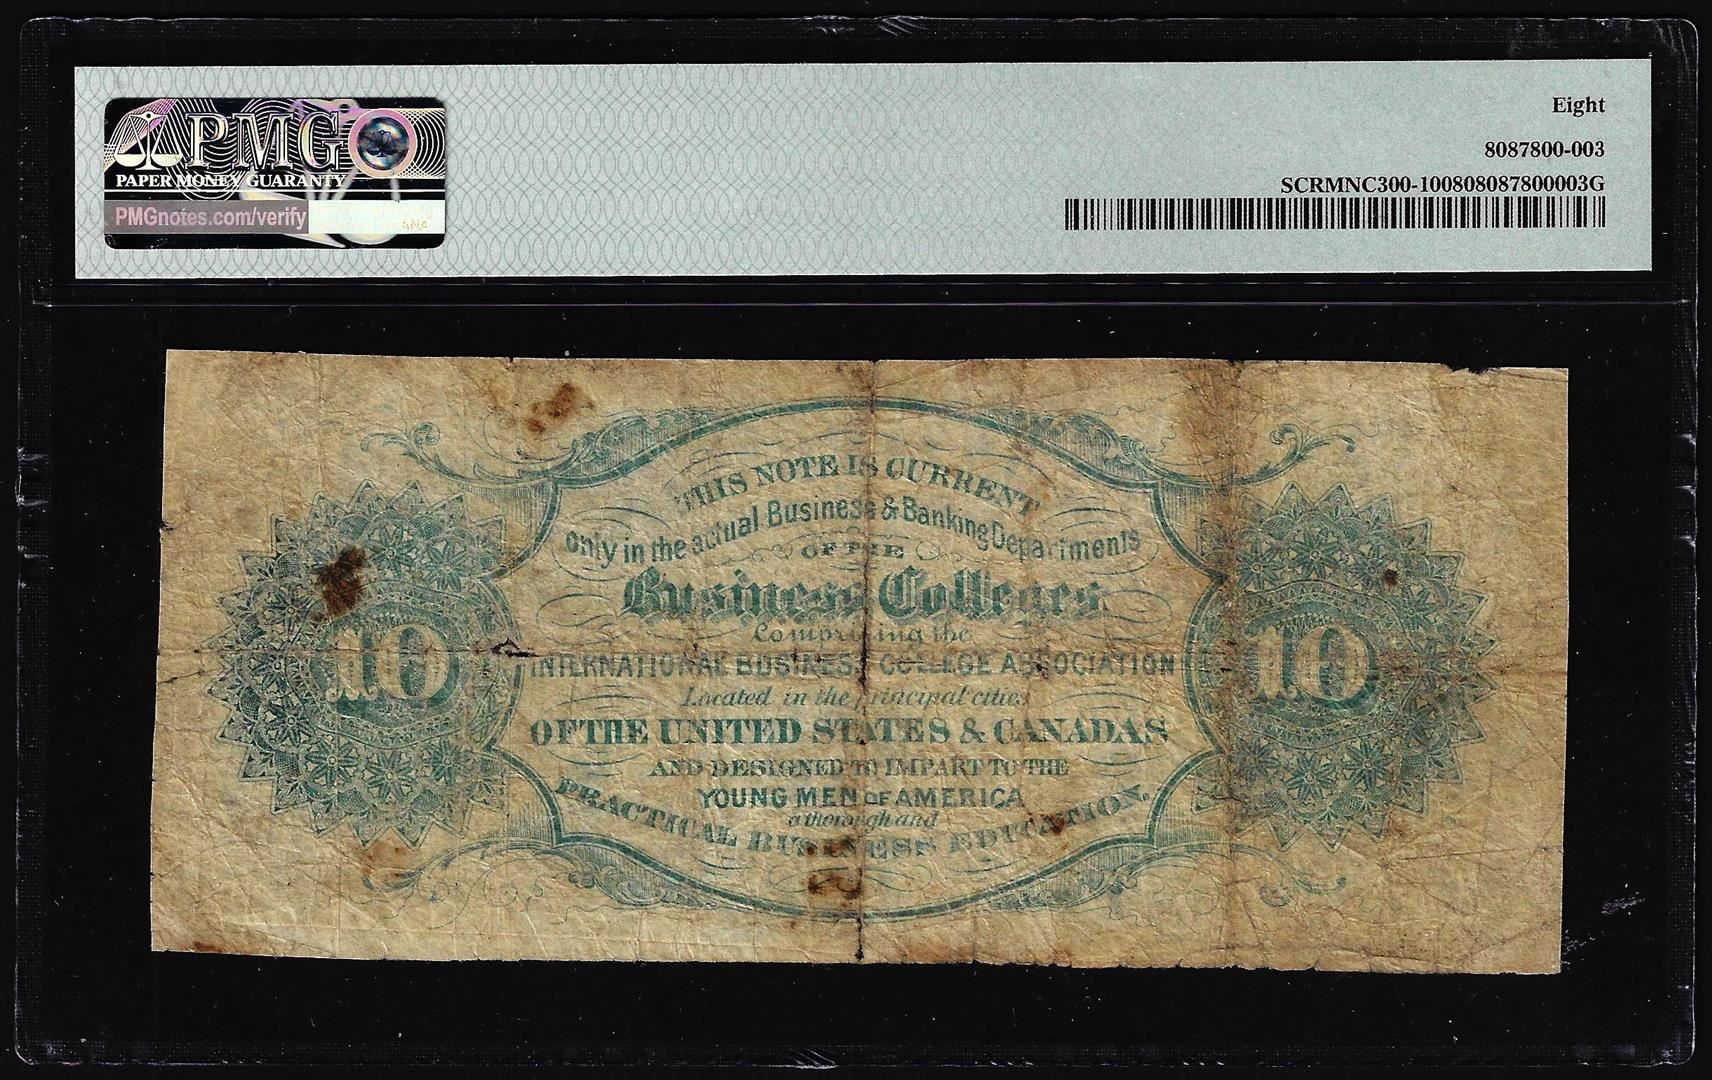 PMG
PAPER MONEY GUARANTY
PMGnotes.com/verify
Eight
8087800-003
SCRMNC300-100808087800003G
THIS NOTE IS CURRENT
only in the actual Business & Banking Departments
OF THE
Business Colleges
Comprising the
INTERNATIONAL BUSINESS COLLEGE ASSOCIATION
Located in the principal cities
OF THE UNITED STATES & CANADAS
AND DESIGNED TO IMPART TO THE
YOUNG MEN OF AMERICA
a thorough and
PRACTICAL BUSINESS EDUCATION.
10
10